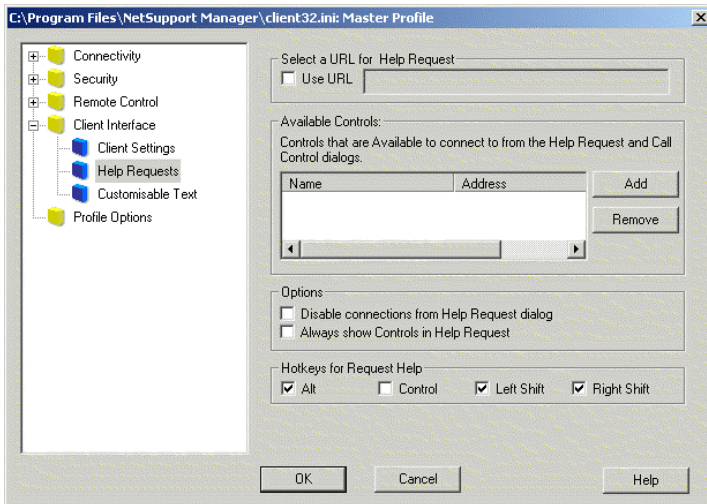 C:\Program Files\NetSupport Manager\client32.ini: Master Profile
Connectivity
Security
Remote Control
Client Interface
Client Settings
Help Requests
Customisable Text
Profile Options
Select a URL for Help Request
Use URL
Available Controls:
Controls that are Available to connect to from the Help Request and Call
Control dialogs.
Name Address
Add
Remove
Options
Disable connections from Help Request dialog
Always show Controls in Help Request
Hotkeys for Request Help
Alt Control Left Shift Right Shift
OK Cancel Help